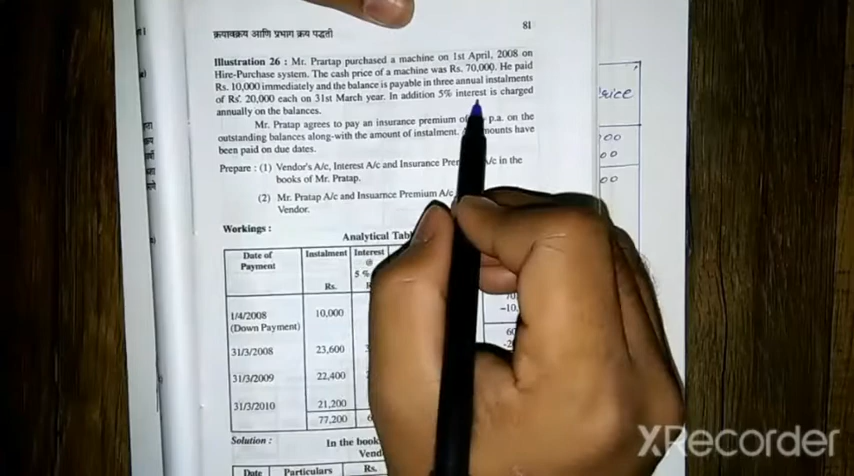 क्रयावक्रय आणि प्रभाग क्रय पद्धती
81
Illustration 26 : Mr. Prartap purchased a machine on 1st April, 2008 on
Hire-Purchase system. The cash price of a machine was Rs. 70,000. He paid
Rs. 10,000 immediately and the balance is payable in three annual instalments
of Rs. 20,000 each on 31st March year. In addition 5% interest is charged
annually on the balances.
Mr. Pratap agrees to pay an insurance premium of p.a. on the
outstanding balances along-with the amount of instalment. amounts have
been paid on due dates.
Prepare : (1) Vendor's A/c, Interest A/c and Insurance A/c in the
books of Mr. Pratap.
(2) Mr. Pratap A/c and Insuarnce Premium A/c
Vendor.
Workings :
Analytical
Date of Instalment Interest
Payment @
5 %
Rs.
1/4/2008 10,000
(Down Payment)
31/3/2008 23,600
31/3/2009 22,400
31/3/2010 21,200
77,200
Solution : In the
Date Particulars Rs.
XRecorder